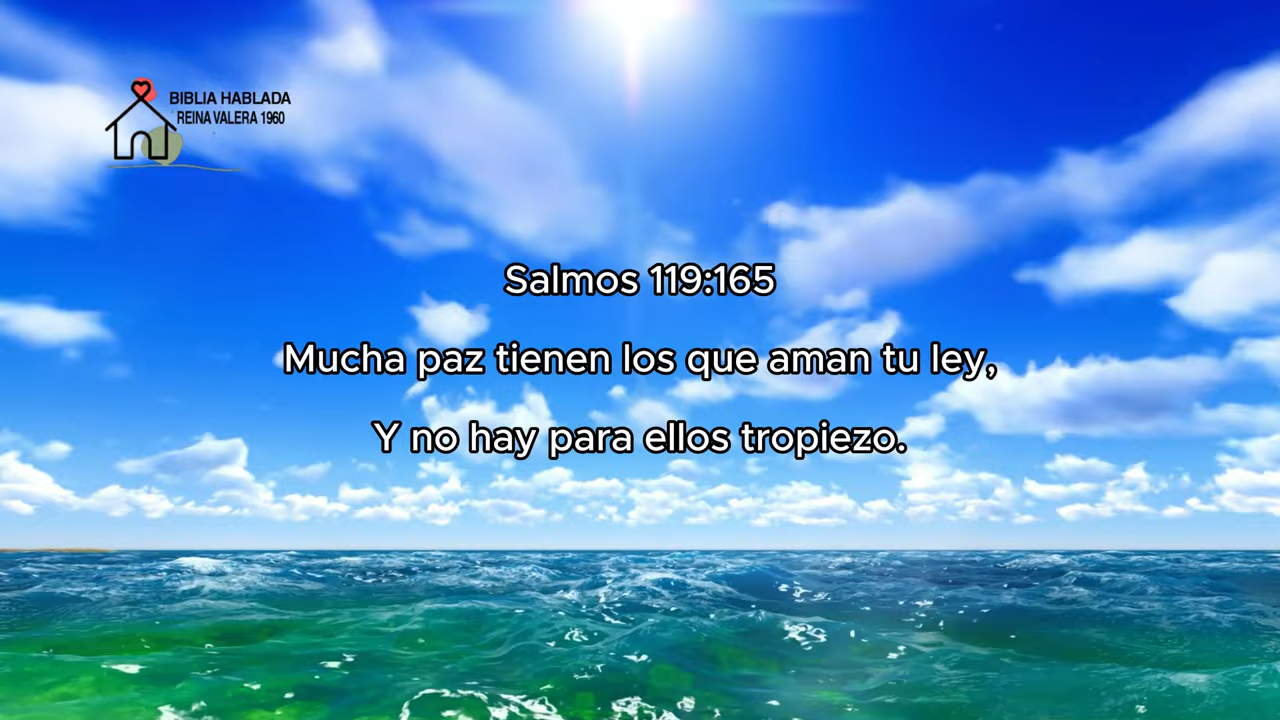 BIBLIA HABLADA
REINA VALERA 1960
Salmos 119:165
Mucha paz tienen los que aman tu ley,
Y no hay para ellos tropiezo.